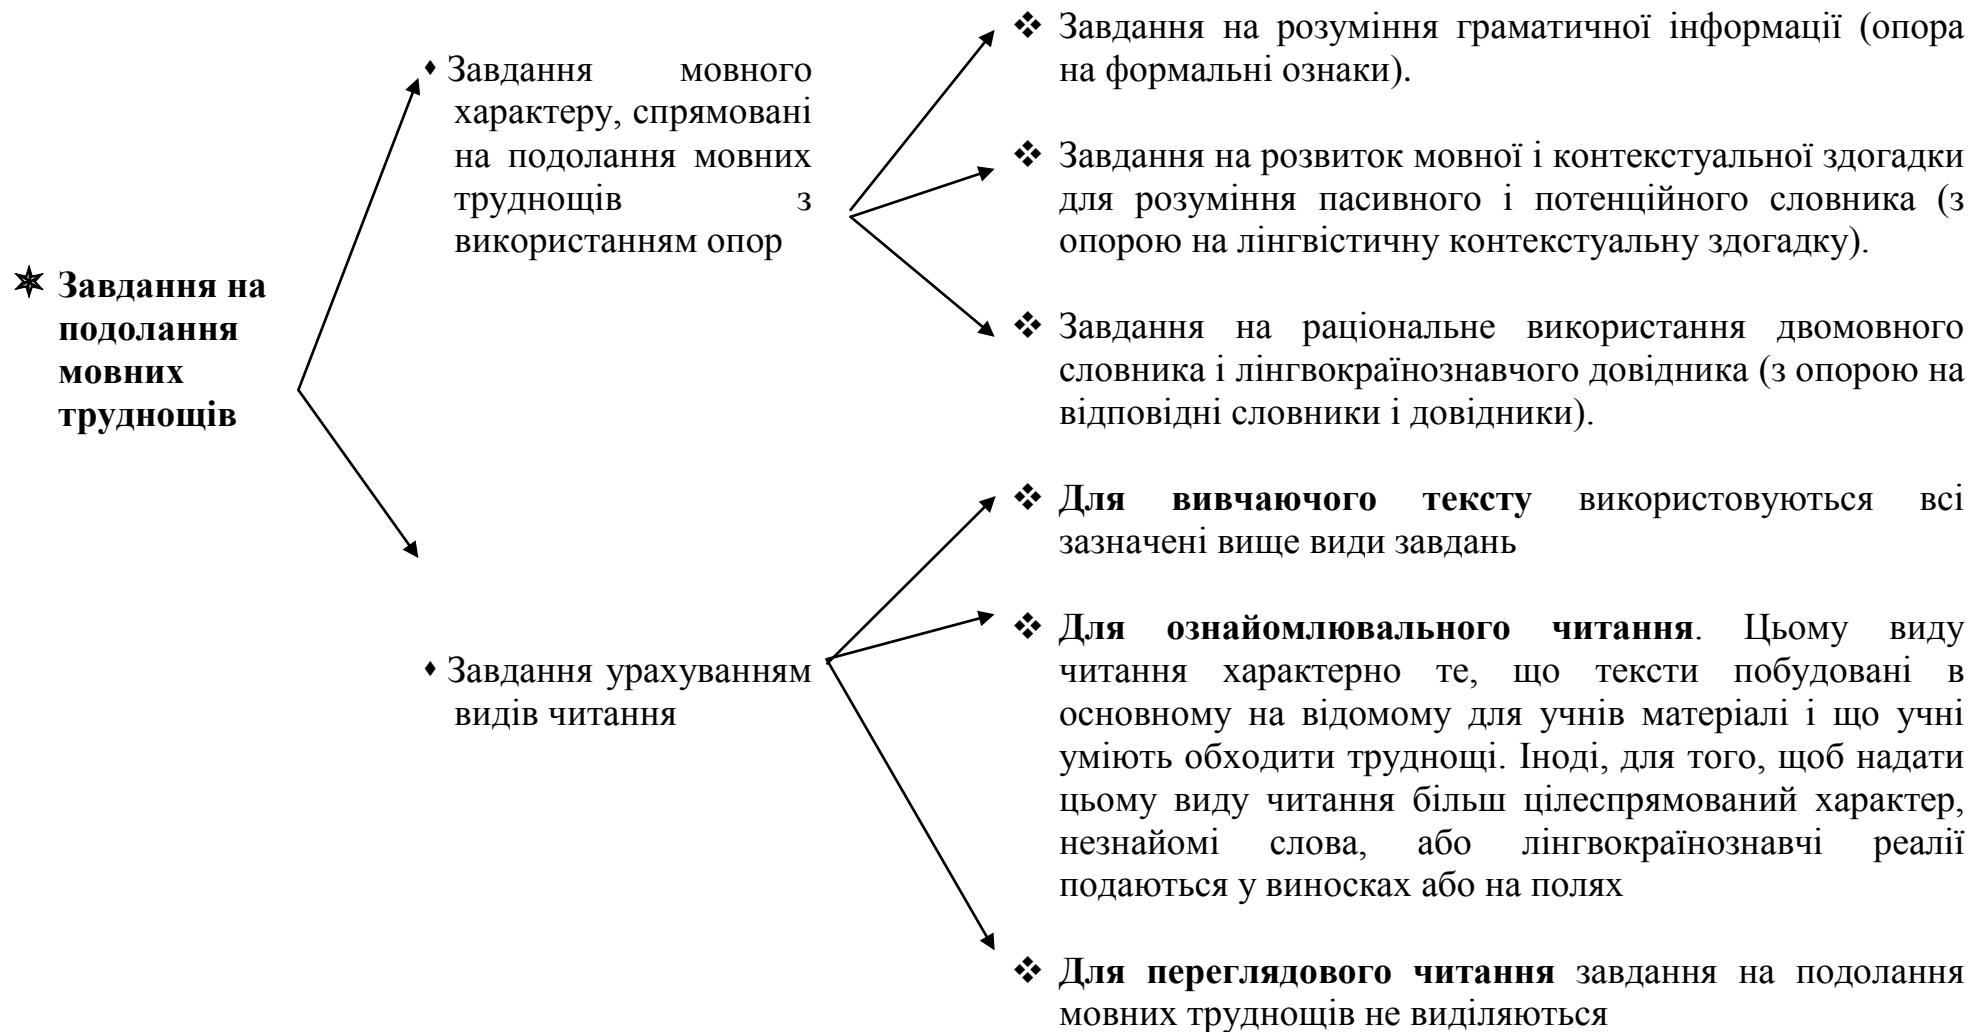 Завдання на
подолання
мовних
труднощів
Завдання мовного
характеру, спрямовані
на подолання мовних
труднощів з
використанням опор
Завдання на розуміння граматичної інформації (опора
на формальні ознаки).
Завдання на розвиток мовної і контекстуальної здогадки
для розуміння пасивного і потенційного словника (з
опорою на лінгвістичну контекстуальну здогадку).
Завдання на раціональне використання двомовного
словника і лінгвокраїнознавчого довідника (з опорою на
відповідні словники і довідники).
Завдання урахуванням
видів читання
Для вивчаючого тексту використовуються всі
зазначені вище види завдань
Для ознайомлювального читання. Цьому виду
читання характерно те, що тексти побудовані в
основному на відомому для учнів матеріалі і що учні
уміють обходити труднощі. Іноді, для того, щоб надати
цьому виду читання більш цілеспрямований характер,
незнайомі слова, або лінгвокраїнознавчі реалії
подаються у виносках або на полях
Для переглядового читання завдання на подолання
мовних труднощів не виділяються